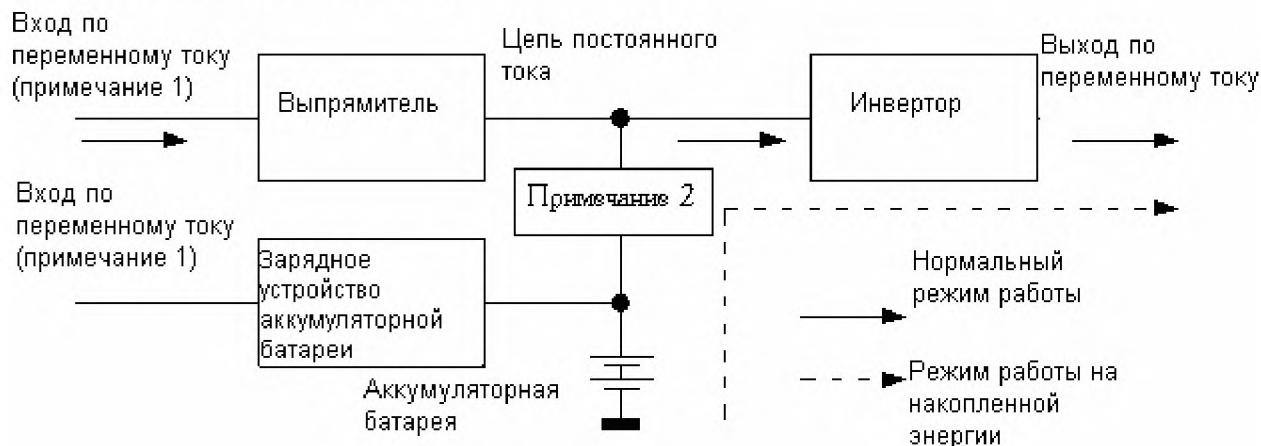 Вход по
переменному току
(примечание 1)
Выпрямитель
Цепь постоянного
тока
Инвертор
Выход по
переменному току
Примечание 2
Вход по
переменному току
(примечание 1)
Зарядное
устройство
аккумуляторной
батареи
Аккумуляторная
батарея
Нормальный
режим работы
Режим работы на
накопленной
энергии